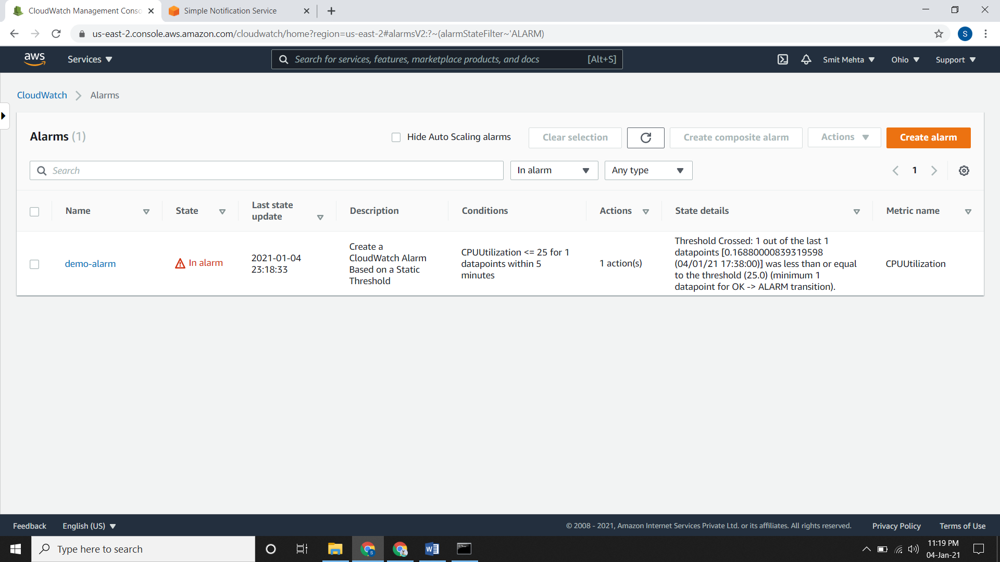 CloudWatch Management Conso
Simple Notification Service
us-east-2.console.aws.amazon.com/cloudwatch/home?region=us-east-2#alarmsV2:?~(alarmStateFilter~'ALARM)
S
aws
Services
Search for services, features, marketplace products, and docs
[Alt+S]
Smit Mehta
Ohio
Support
CloudWatch
Alarms
Alarms (1)
Hide Auto Scaling alarms
Clear selection
Create composite alarm
Actions
Create alarm
Search
In alarm
Any type
1
Name
State
Last state
update
Description
Conditions
Actions
State details
Metric name
demo-alarm
In alarm
2021-01-04
23:18:33
Create a
CloudWatch Alarm
Based on a Static
Threshold
CPUUtilization <= 25 for 1
datapoints within 5
minutes
1 action(s)
Threshold Crossed: 1 out of the last 1
datapoints [0.16880000839319598
(04/01/21 17:38:00)] was less than or equal
to the threshold (25.0) (minimum 1
datapoint for OK -> ALARM transition).
CPUUtilization
Feedback
English (US)
© 2008 - 2021, Amazon Internet Services Private Ltd. or its affiliates. All rights reserved.
Privacy Policy
Terms of Use
Type here to search
11:19 PM
04-Jan-21